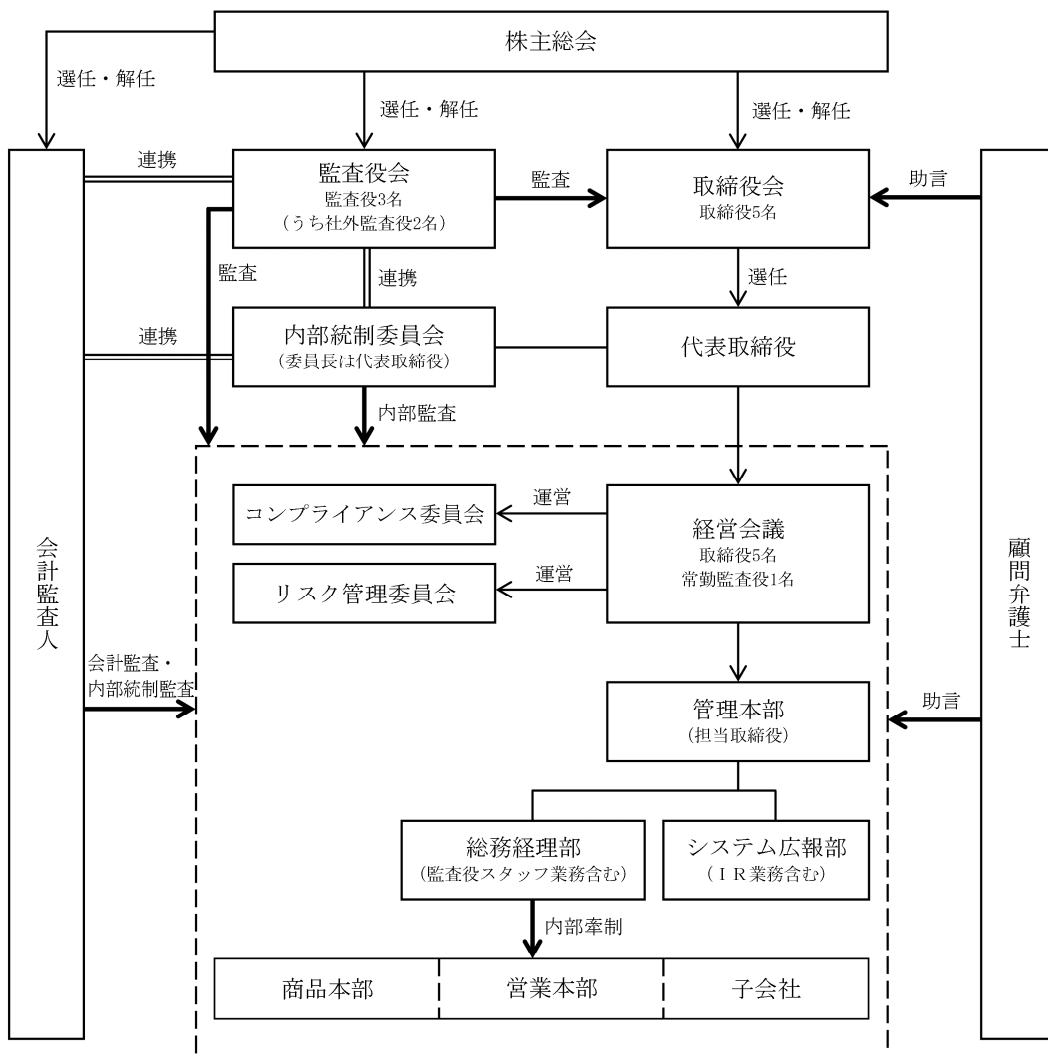 株主総会
選任・解任
選任・解任
選任・解任
連携
監査役会
監査役3名
（うち社外監査役2名）
監査
取締役会
取締役5名
助言
監査
連携
選任
連携
内部統制委員会
（委員長は代表取締役）
代表取締役
内部監査
コンプライアンス委員会
運営
経営会議
取締役5名
常勤監査役1名
リスク管理委員会
運営
会計監査人
顧問弁護士
会計監査・
内部統制監査
管理本部
（担当取締役）
助言
総務経理部
（監査役スタッフ業務含む）
システム広報部
（ＩＲ業務含む）
内部牽制
商品本部
営業本部
子会社